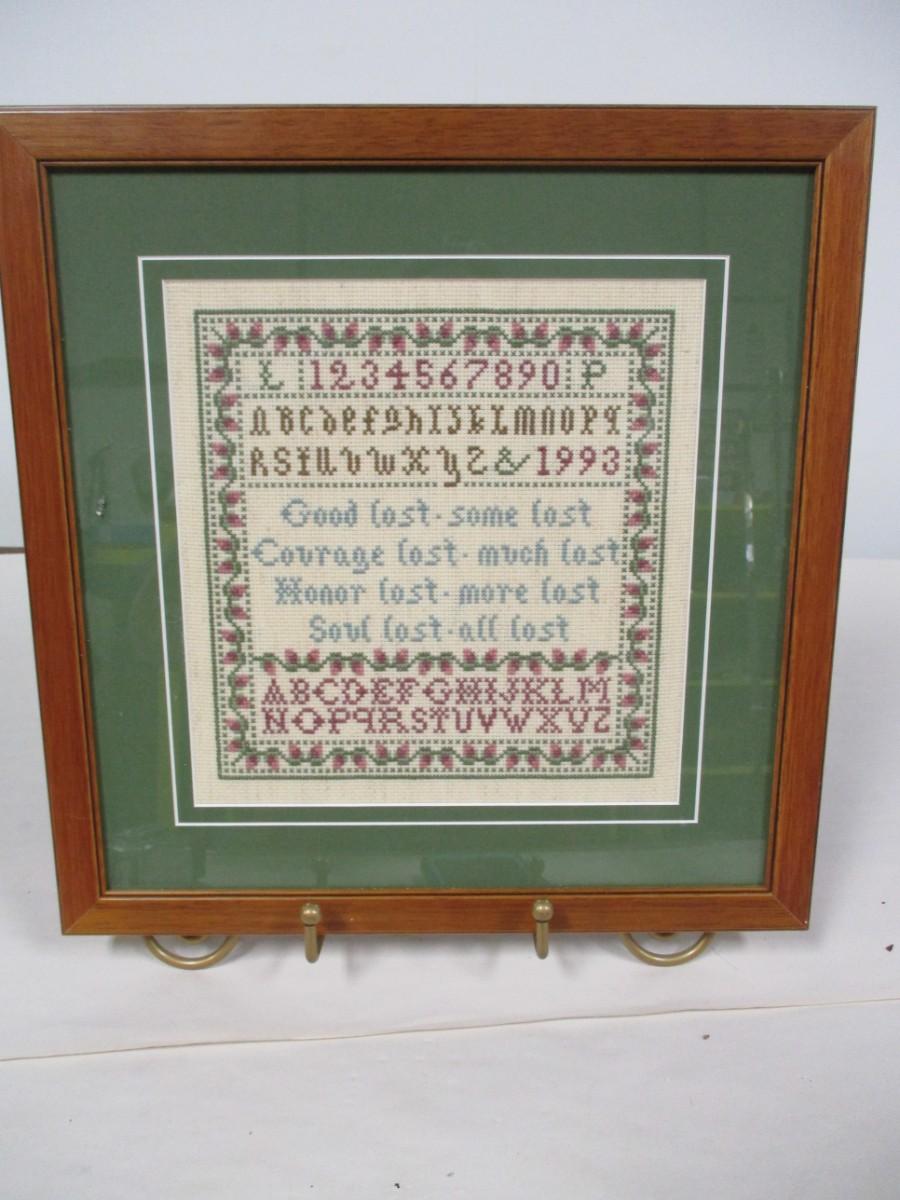 L 1234567890 P
ABCDEFGHIJKLMNOPQ
RSTUVWXYZ & 1993
Good lost · some lost
Courage lost · much lost
Honor lost · more lost
Soul lost · all lost
ABCDEFGHIJKLM
NOPQRSTUVWXYZ